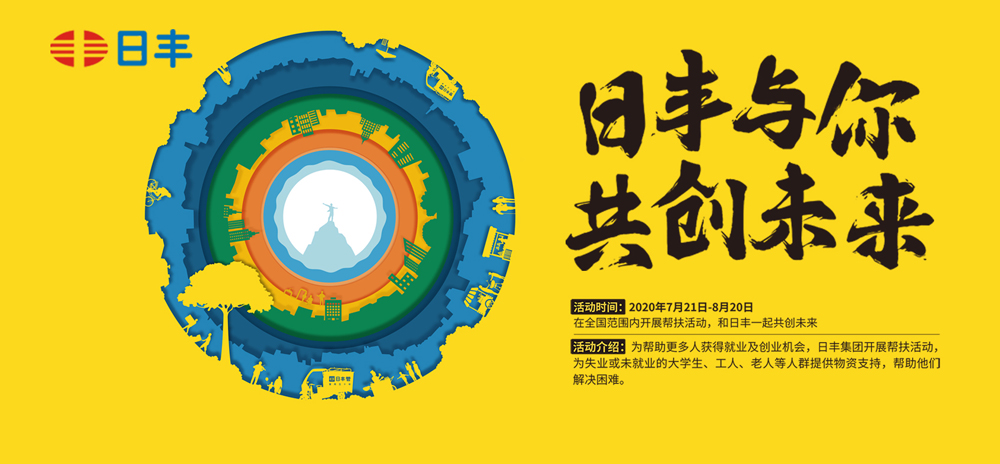 日丰
日丰与你
共创未来
活动时间：2020年7月21日-8月20日
在全国范围内开展帮扶活动，和日丰一起共创未来
活动介绍：为帮助更多人获得就业及创业机会，日丰集团开展帮扶活动，
为失业或未就业的大学生、工人、老人等人群提供物资支持，帮助他们
解决困难。
日丰管